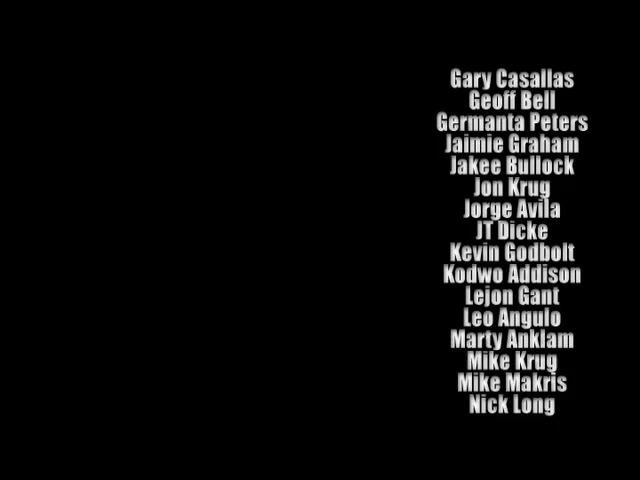 Gary Casallas
Geoff Bell
Germanta Peters
Jaimie Graham
Jakee Bullock
Jon Krug
Jorge Avila
JT Dicke
Kevin Godbolt
Kodwo Addison
Lejon Gant
Leo Angulo
Marty Anklam
Mike Krug
Mike Makris
Nick Long